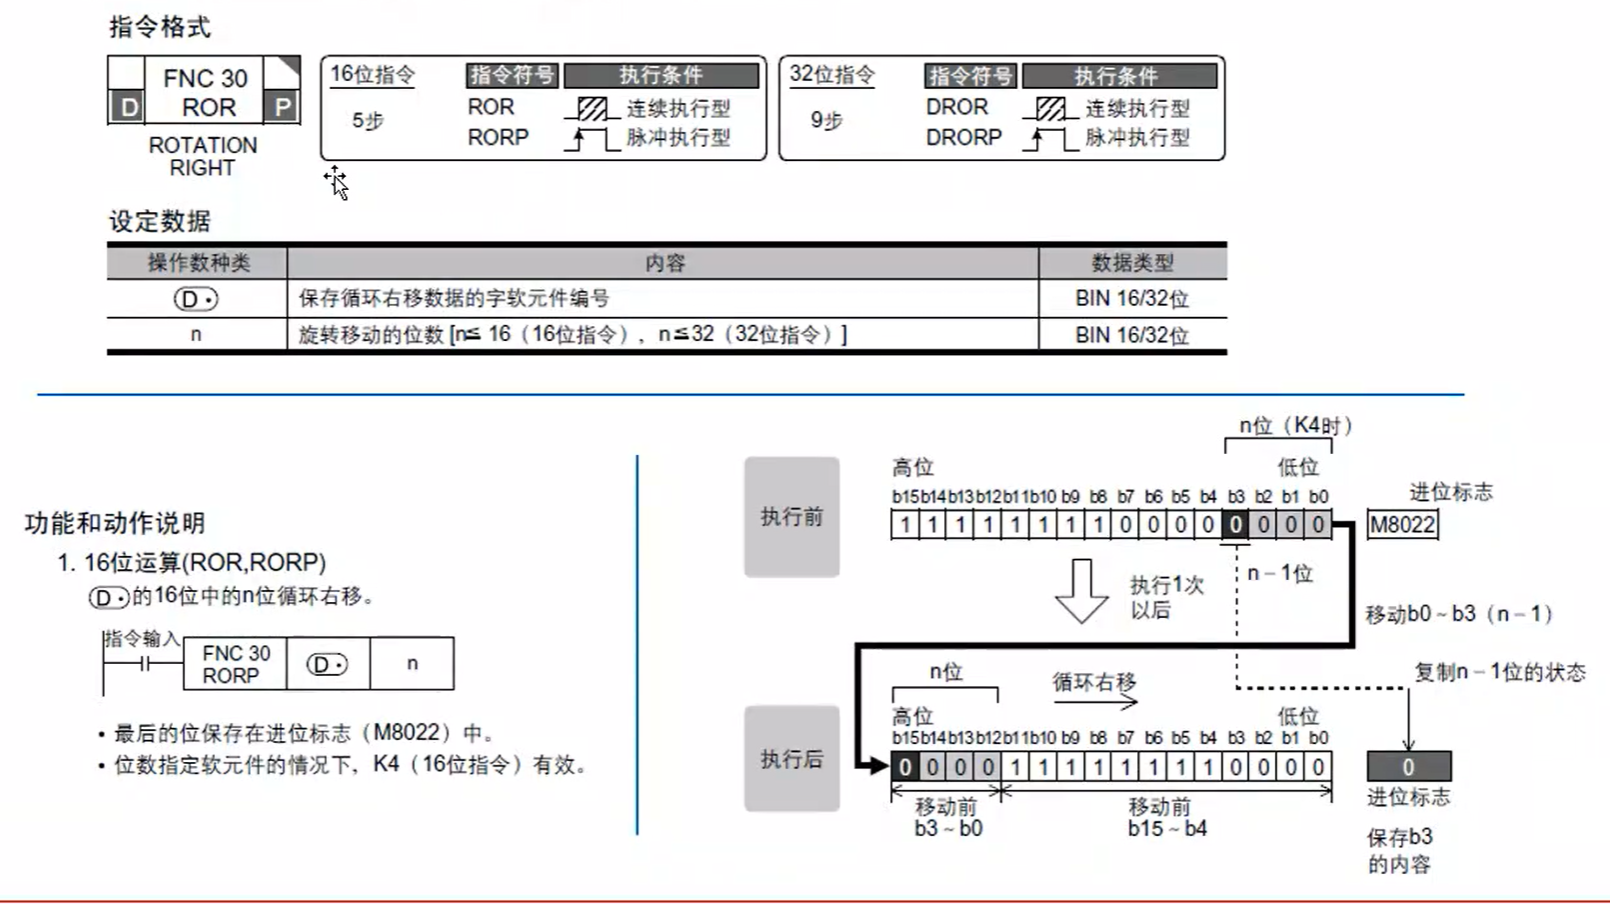 指令格式
FNC 30
D ROR P
ROTATION
RIGHT
16位指令 指令符号 执行条件
5步
ROR 连续执行型
RORP 脉冲执行型
32位指令 指令符号 执行条件
9步
DROR 连续执行型
DRORP 脉冲执行型
设定数据
操作数种类 内容 数据类型
D· 保存循环右移数据的字软元件编号 BIN 16/32位
n 旋转移动的位数 [n≦ 16（16位指令）, n≦32（32位指令）] BIN 16/32位
功能和动作说明
1. 16位运算(ROR,RORP)
D·的16位中的n位循环右移。
指令输入
FNC 30
RORP D· n
• 最后的位保存在进位标志（M8022）中。
• 位数指定软元件的情况下, K4（16位指令）有效。
n位（K4时）
执行前
高位 低位
b15 b14 b13 b12 b11 b10 b9 b8 b7 b6 b5 b4 b3 b2 b1 b0
1 1 1 1 1 1 1 1 0 0 0 0 0 0 0 0
进位标志
M8022
n－1位
执行1次
以后
移动b0～b3（n－1）
复制n－1位的状态
n位
循环右移
执行后
高位 低位
b15 b14 b13 b12 b11 b10 b9 b8 b7 b6 b5 b4 b3 b2 b1 b0
0 0 0 0 1 1 1 1 1 1 1 1 0 0 0 0
0
移动前
b3～b0
移动前
b15～b4
进位标志
保存b3
的内容